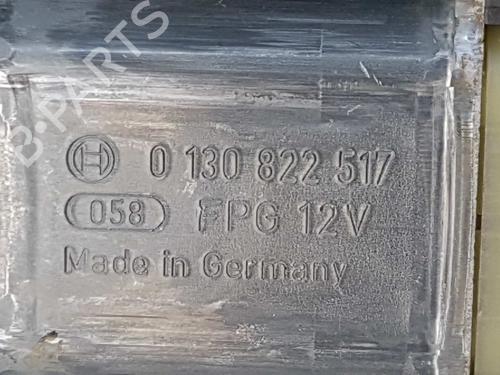 B-PARTS
0 130 822 517
058 FPG 12V
Made in Germany